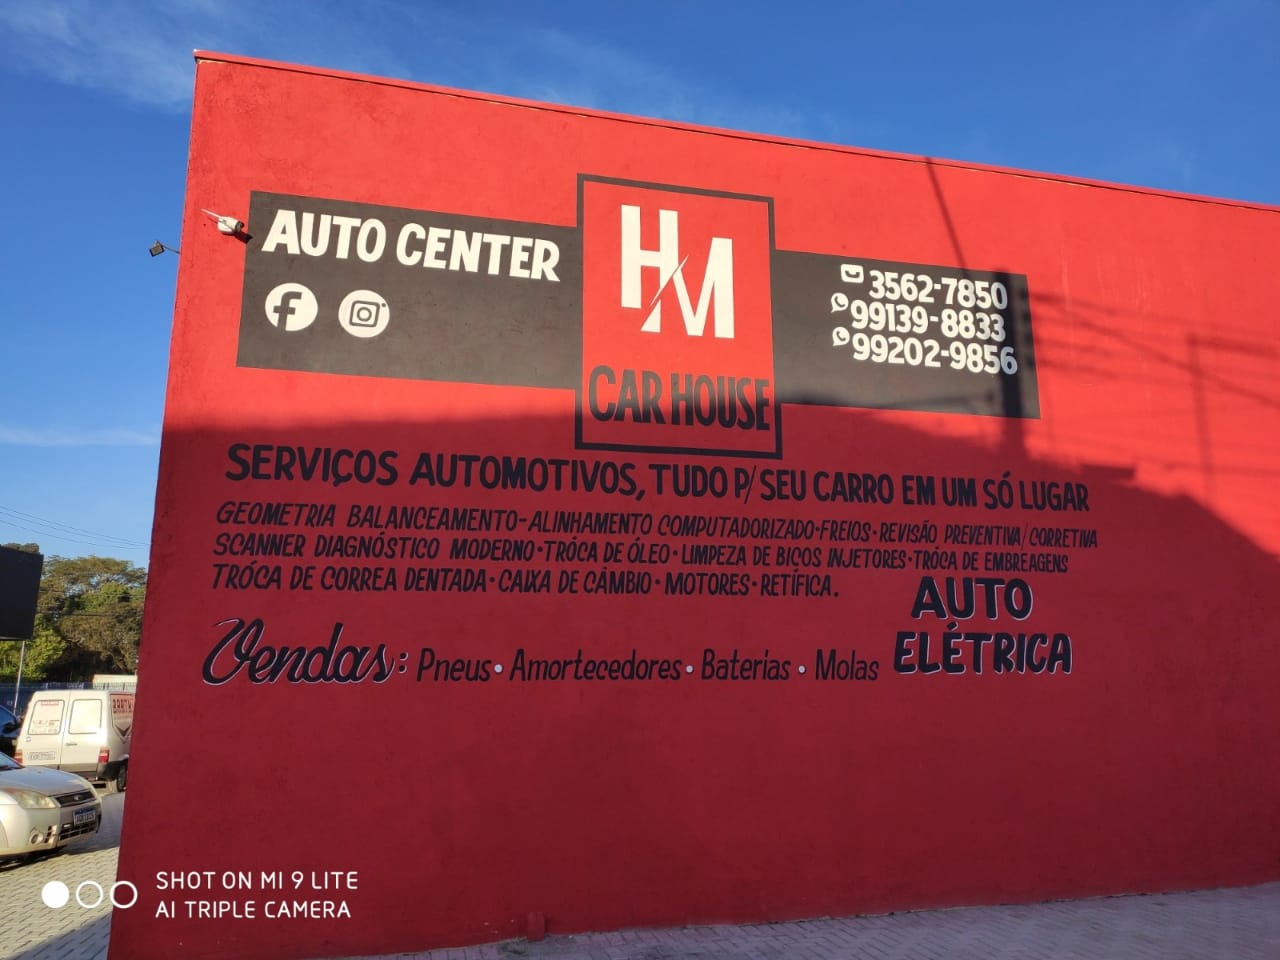 AUTO CENTER
HM
CAR HOUSE
3562-7850
99139-8833
99202-9856
SERVIÇOS AUTOMOTIVOS, TUDO P/ SEU CARRO EM UM SÓ LUGAR
GEOMETRIA BALANCEAMENTO-ALINHAMENTO COMPUTADORIZADO·FREIOS·REVISÃO PREVENTIVA/CORRETIVA
SCANNER DIAGNÓSTICO MODERNO·TRÓCA DE ÓLEO·LIMPEZA DE BICOS INJETORES·TRÓCA DE EMBREAGENS
TRÓCA DE CORREA DENTADA·CAIXA DE CÂMBIO·MOTORES·RETÍFICA.
AUTO
ELÉTRICA
Vendas: Pneus·Amortecedores·Baterias·Molas
SHOT ON MI 9 LITE
AI TRIPLE CAMERA